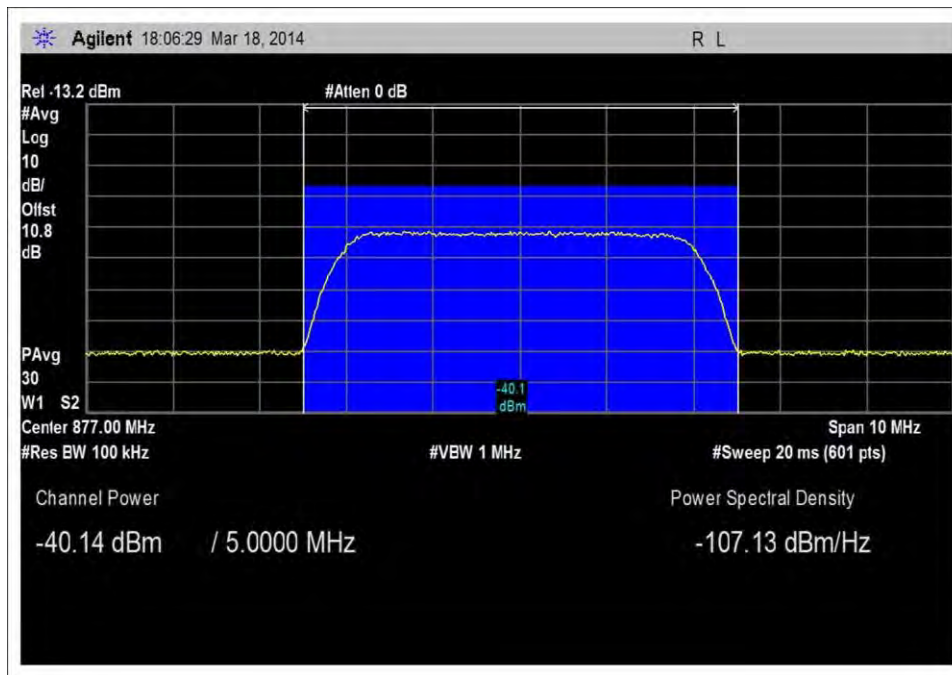 Agilent 18:06:29 Mar 18, 2014 R L
Ref -13.2 dBm #Atten 0 dB
#Avg
Log
10
dB/
Offst
10.8
dB
PAvg
30
W1 S2
-40.1
dBm
Center 877.00 MHz Span 10 MHz
#Res BW 100 kHz #VBW 1 MHz #Sweep 20 ms (601 pts)
Channel Power Power Spectral Density
-40.14 dBm / 5.0000 MHz -107.13 dBm/Hz